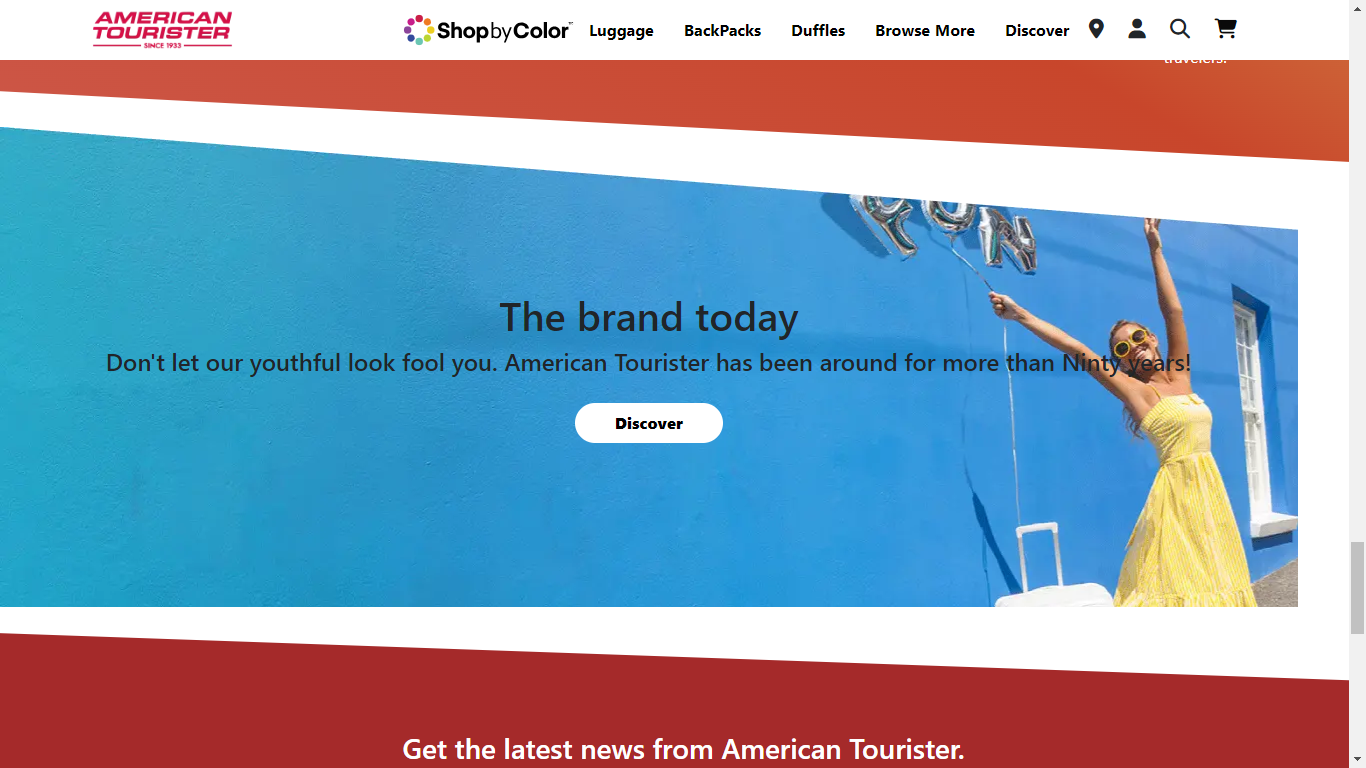 AMERICAN
TOURISTER
SINCE 1933
ShopbyColor™ Luggage BackPacks Duffles Browse More Discover
travelers.
FUN
The brand today
Don't let our youthful look fool you. American Tourister has been around for more than Ninty years!
Discover
Get the latest news from American Tourister.